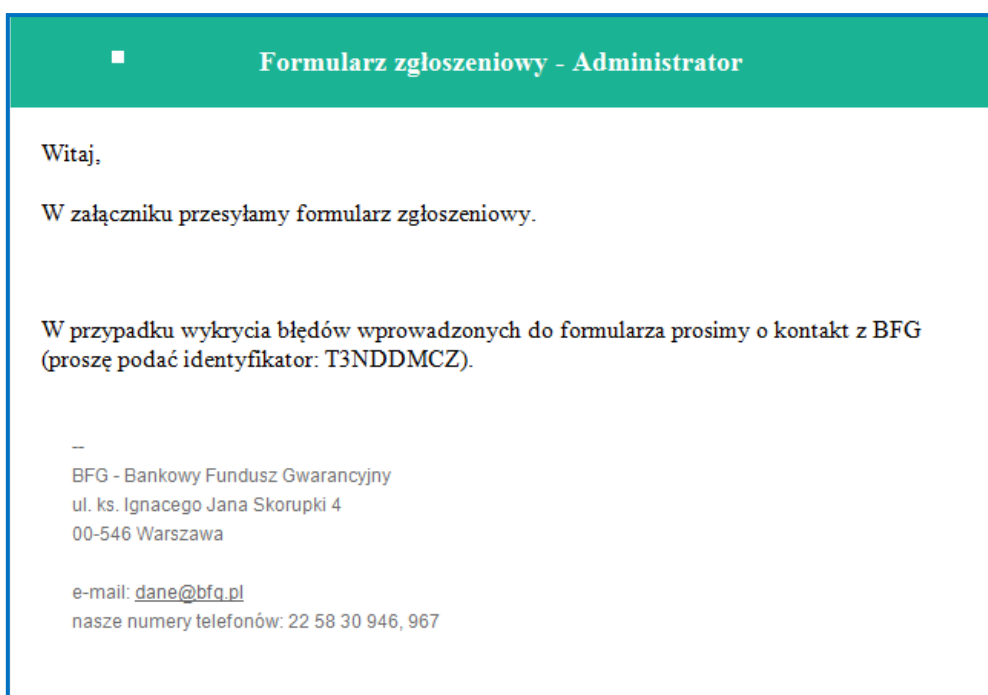 Formularz zgłoszeniowy - Administrator
Witaj,
W załączniku przesyłamy formularz zgłoszeniowy.
W przypadku wykrycia błędów wprowadzonych do formularza prosimy o kontakt z BFG
(proszę podać identyfikator: T3NDDMCZ).
--
BFG - Bankowy Fundusz Gwarancyjny
ul. ks. Ignacego Jana Skorupki 4
00-546 Warszawa
e-mail: dane@bfg.pl
nasze numery telefonów: 22 58 30 946, 967